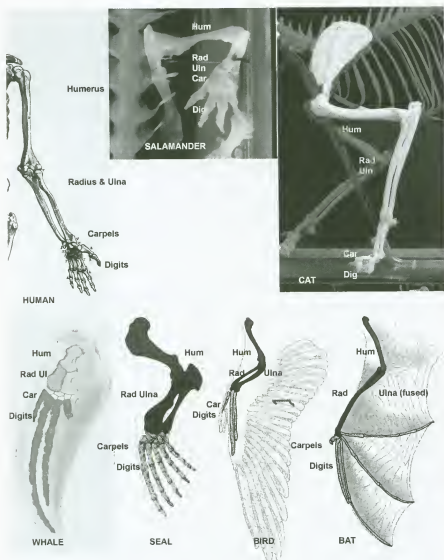 Humerus
Radius & Ulna
Carpels
Digits
HUMAN
Hum
Rad
Uln
Car
Dig
SALAMANDER
Hum
Rad
Uln
Car
Dig
CAT
Hum
Rad Ul
Car
Digits
WHALE
Hum
Rad Ulna
Carpels
Digits
SEAL
Hum
Rad Ulna
Car
Digits
BIRD
Hum
Rad Ulna (fused)
Carpels
Digits
BAT